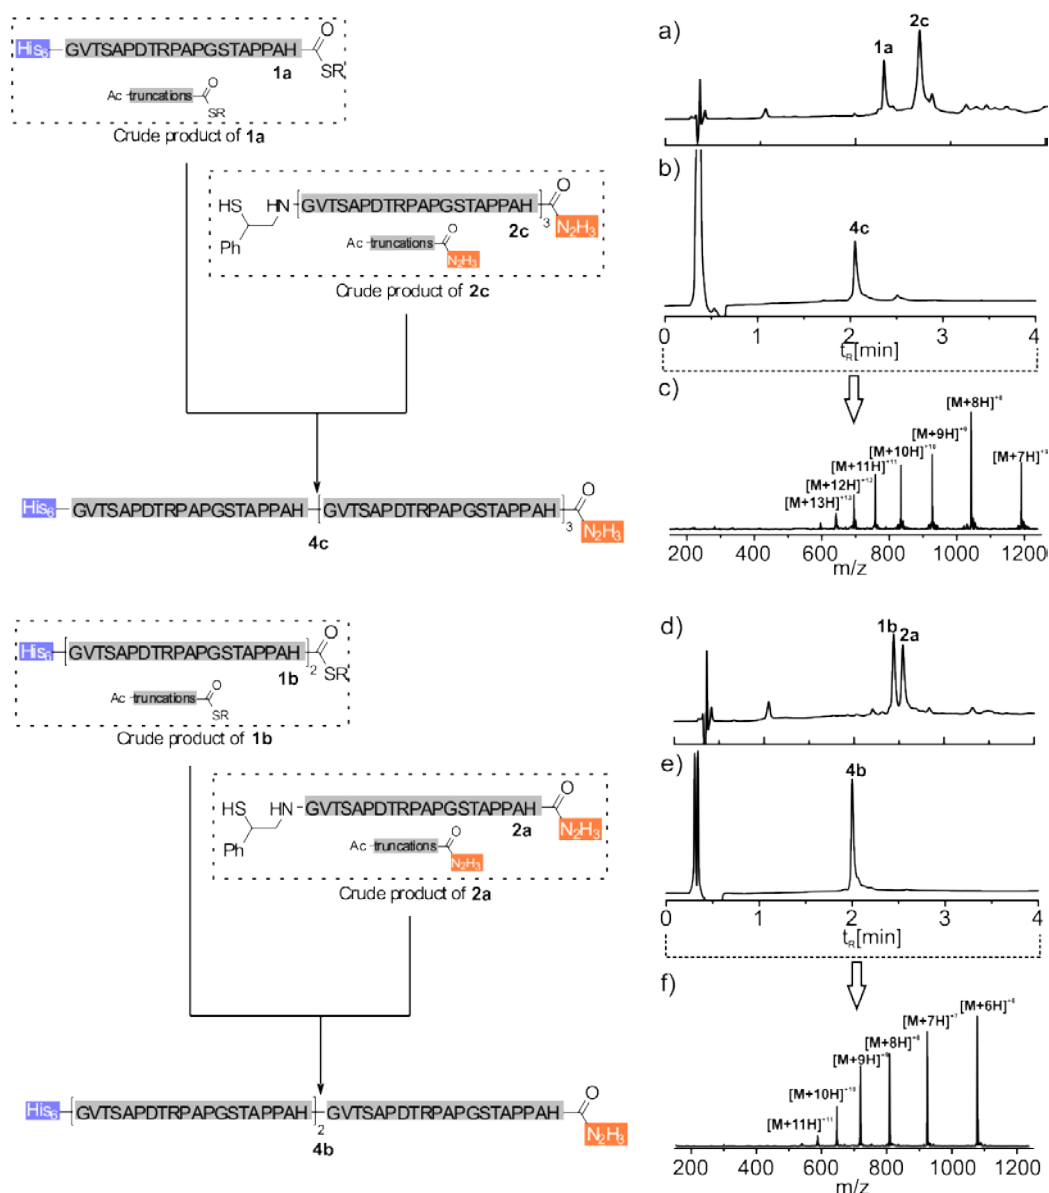 His6 GVTSAPDTRPAPGSTAPPAH O
SR
1a
Ac truncations O
SR
Crude product of 1a
HS HN GVTSAPDTRPAPGSTAPPAH 3 O
N2H3
Ph
2c
Ac truncations O
N2H3
Crude product of 2c
His6 GVTSAPDTRPAPGSTAPPAH GVTSAPDTRPAPGSTAPPAH 3 O
N2H3
4c
a)
1a 2c
b)
4c
0 1 2 3 4
tR[min]
c)
[M+13H]+13 [M+12H]+12 [M+11H]+11 [M+10H]+10 [M+9H]+9 [M+8H]+8 [M+7H]+
200 400 600 800 1000 1200
m/z
His6 GVTSAPDTRPAPGSTAPPAH 2 O
SR
1b
Ac truncations O
SR
Crude product of 1b
HS HN GVTSAPDTRPAPGSTAPPAH O
N2H3
Ph
2a
Ac truncations O
N2H3
Crude product of 2a
His6 GVTSAPDTRPAPGSTAPPAH 2 GVTSAPDTRPAPGSTAPPAH O
N2H3
4b
d)
1b 2a
e)
4b
0 1 2 3 4
tR[min]
f)
[M+11H]+11 [M+10H]+10 [M+9H]+9 [M+8H]+8 [M+7H]+7 [M+6H]+6
200 400 600 800 1000 1200
m/z